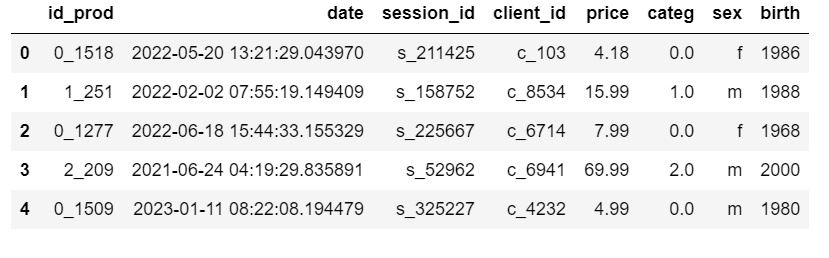 id_prod date session_id client_id price categ sex birth
0 0_1518 2022-05-20 13:21:29.043970 s_211425 c_103 4.18 0.0 f 1986
1 1_251 2022-02-02 07:55:19.149409 s_158752 c_8534 15.99 1.0 m 1988
2 0_1277 2022-06-18 15:44:33.155329 s_225667 c_6714 7.99 0.0 f 1968
3 2_209 2021-06-24 04:19:29.835891 s_52962 c_6941 69.99 2.0 m 2000
4 0_1509 2023-01-11 08:22:08.194479 s_325227 c_4232 4.99 0.0 m 1980